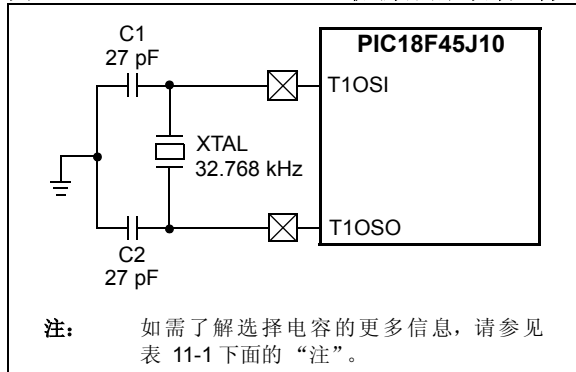 C1
27 pF
PIC18F45J10
T1OSI
XTAL
32.768 kHz
T1OSO
C2
27 pF
注： 如需了解选择电容的更多信息，请参见
表 11-1 下面的“注”。